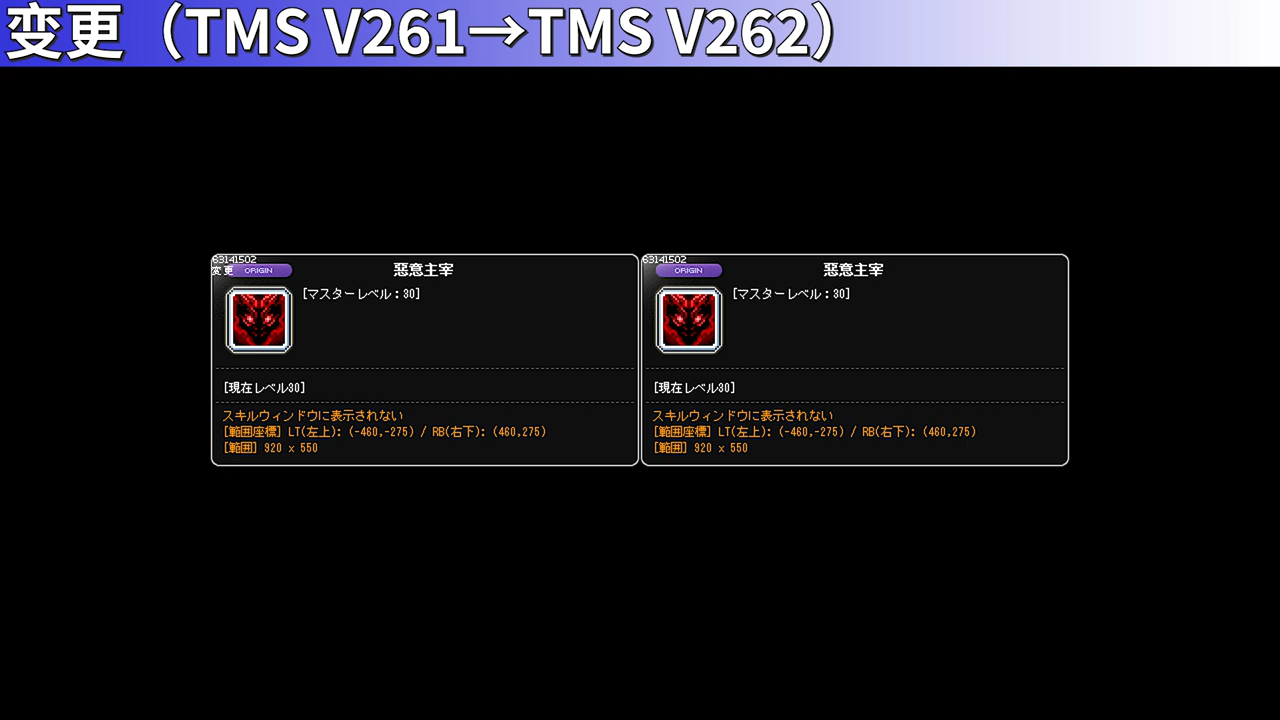 変更（TMS V261→TMS V262）
63141502
変更 ORIGIN
惡意主宰
[マスターレベル：30]
[現在レベル30]
スキルウィンドウに表示されない
[範囲座標] LT(左上): (-460,-275) / RB(右下): (460,275)
[範囲] 920 x 550
63141502
ORIGIN
惡意主宰
[マスターレベル：30]
[現在レベル30]
スキルウィンドウに表示されない
[範囲座標] LT(左上): (-460,-275) / RB(右下): (460,275)
[範囲] 920 x 550